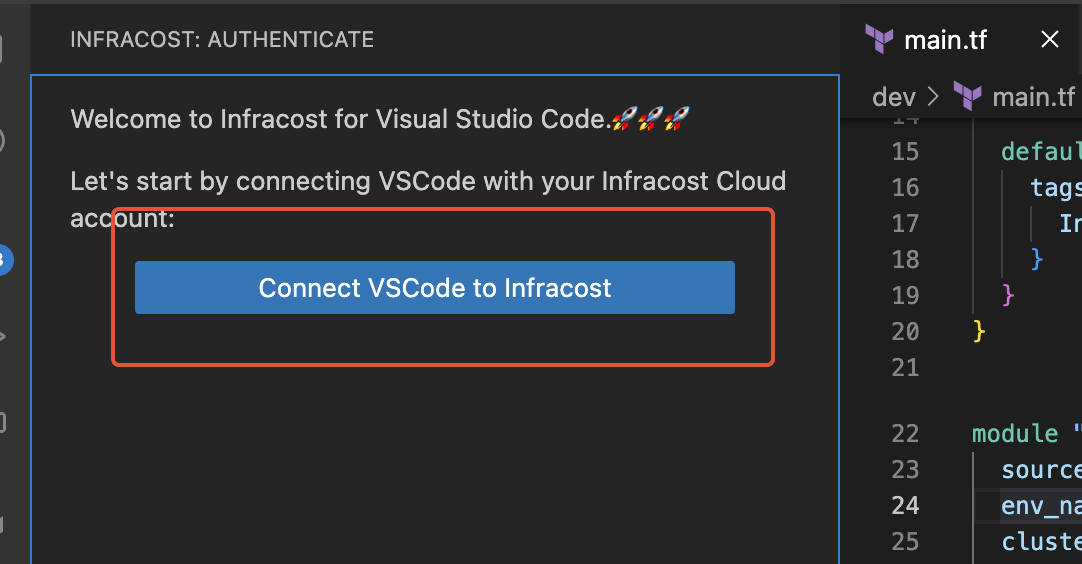 INFRACOST: AUTHENTICATE
Welcome to Infracost for Visual Studio Code.🚀🚀🚀
Let's start by connecting VSCode with your Infracost Cloud
account:
Connect VSCode to Infracost
main.tf
dev > main.tf
14
15 defaul
16 tags
17 In
18 }
19 }
20 }
21
22 module "
23 source
24 env_na
25 cluste